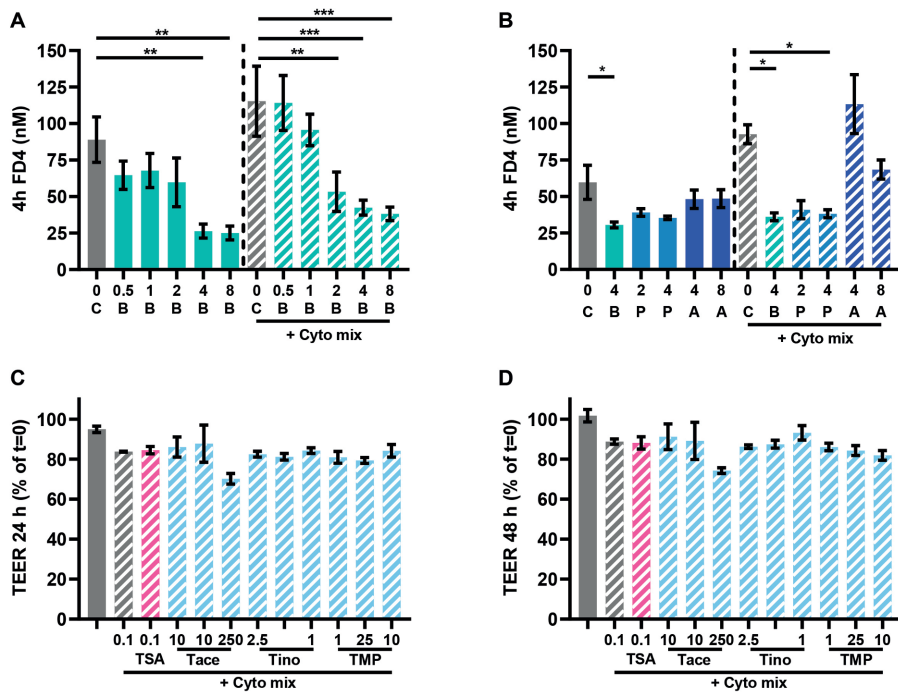 A
***
***
**
**
**
4h FD4 (nM)
150
125
100
75
50
25
0
0 0.5 1 2 4 8 0 0.5 1 2 4 8
C B B B B B C B B B B B
+ Cyto mix
B
*
*
*
4h FD4 (nM)
150
125
100
75
50
25
0
0 4 2 4 4 8 0 4 2 4 4 8
C B P P A A C B P P A A
+ Cyto mix
C
TEER 24 h (% of t=0)
100
80
60
40
20
0
0.1 0.1 10 10 250 2.5 1 1 25 10
TSA Tace Tino TMP
+ Cyto mix
D
TEER 48 h (% of t=0)
100
80
60
40
20
0
0.1 0.1 10 10 250 2.5 1 1 25 10
TSA Tace Tino TMP
+ Cyto mix